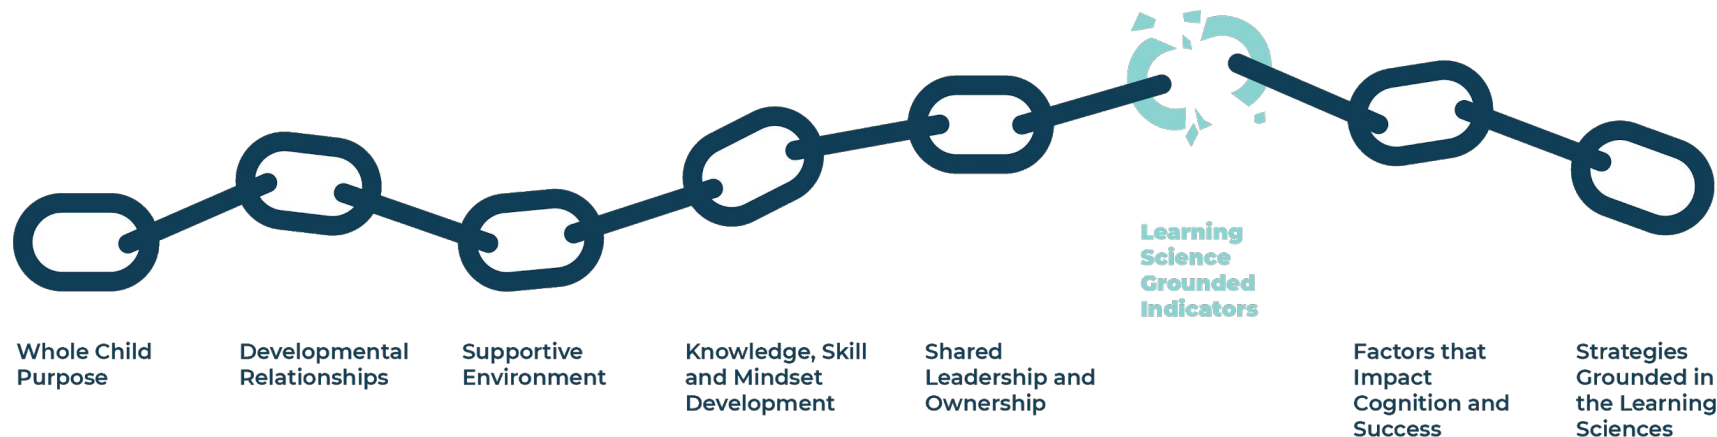 Learning
Science
Grounded
Indicators
Whole Child
Purpose
Developmental
Relationships
Supportive
Environment
Knowledge, Skill
and Mindset
Development
Shared
Leadership and
Ownership
Factors that
Impact
Cognition and
Success
Strategies
Grounded in
the Learning
Sciences